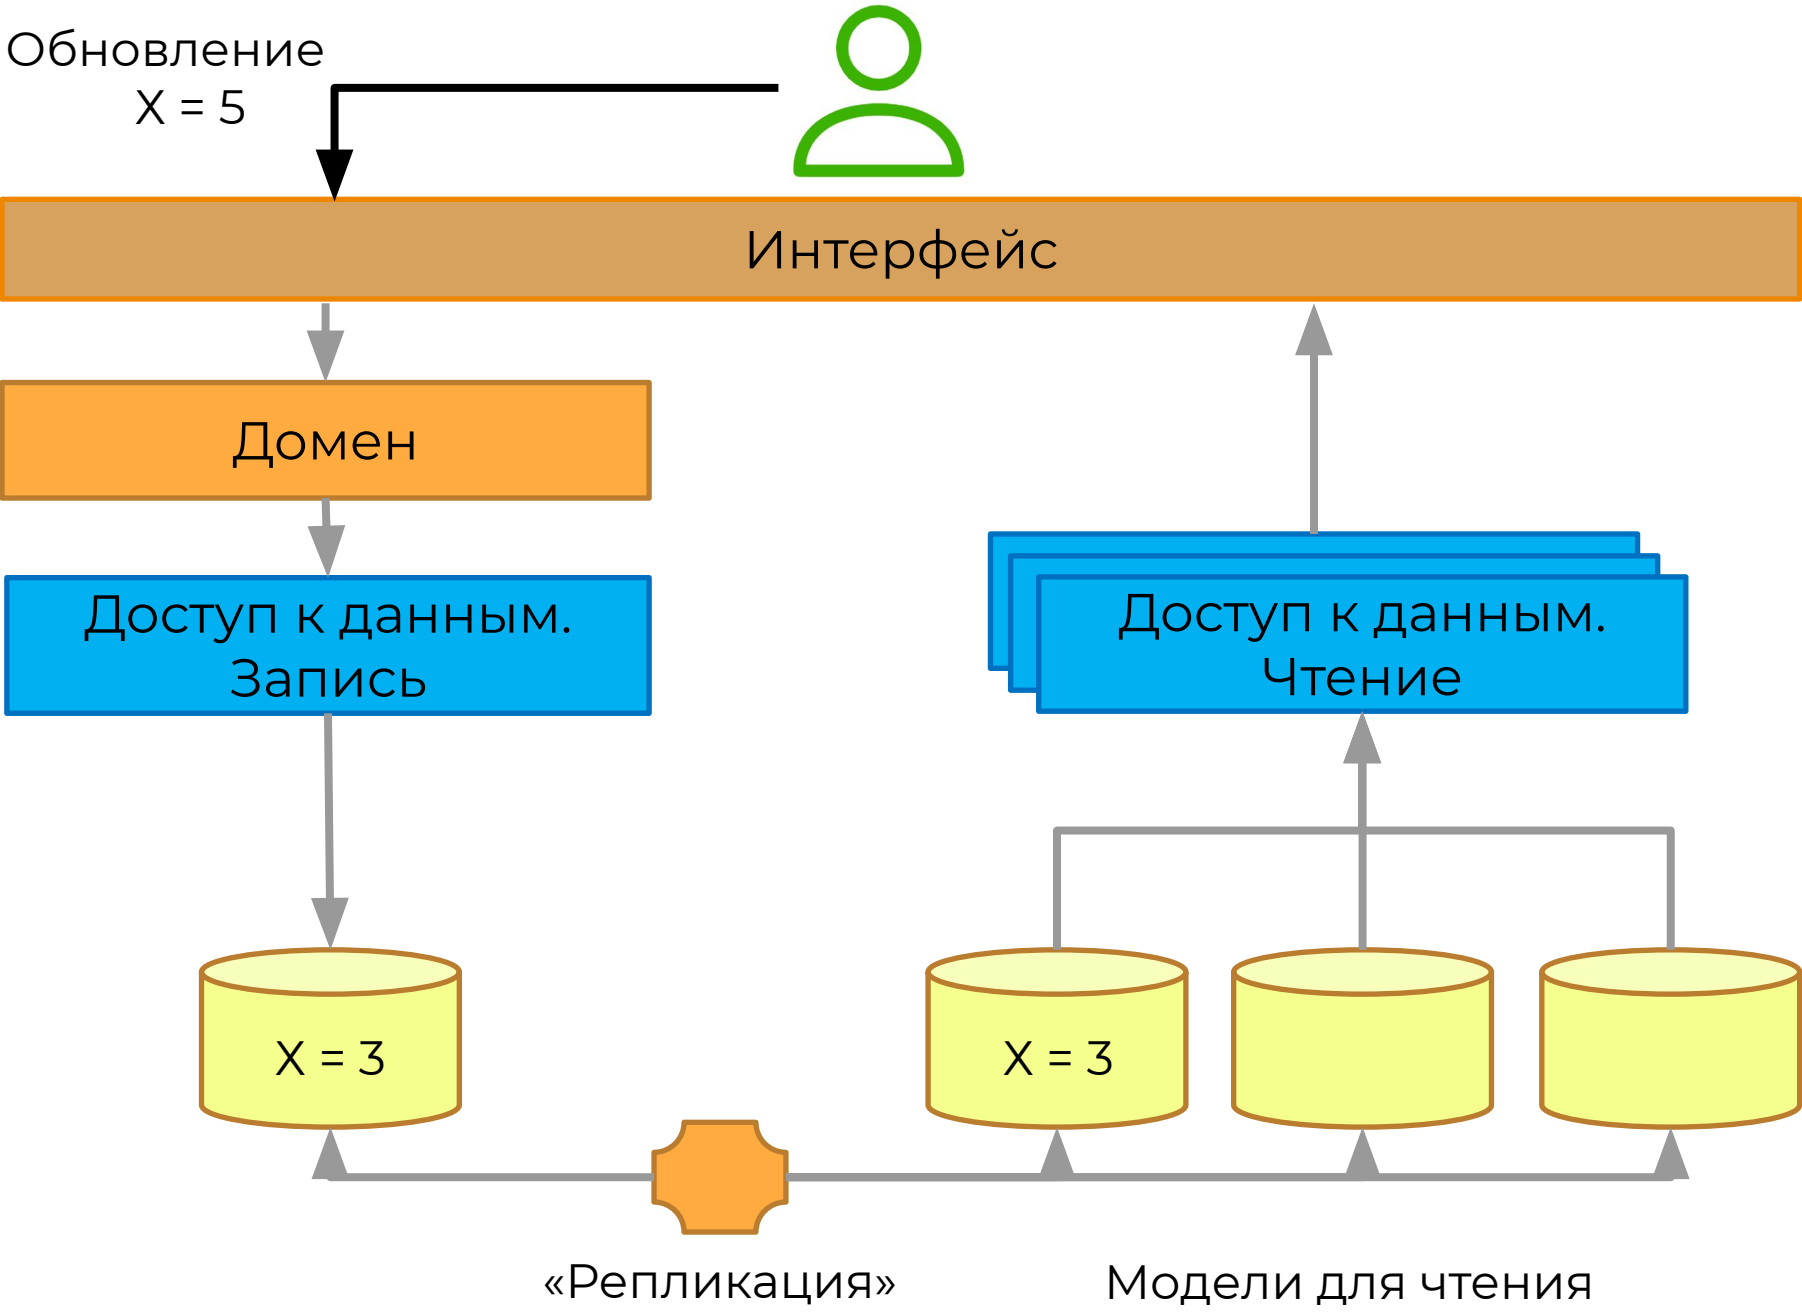 Обновление
X = 5
Интерфейс
Домен
Доступ к данным.
Запись
Доступ к данным.
Чтение
X = 3
X = 3
«Репликация»
Модели для чтения